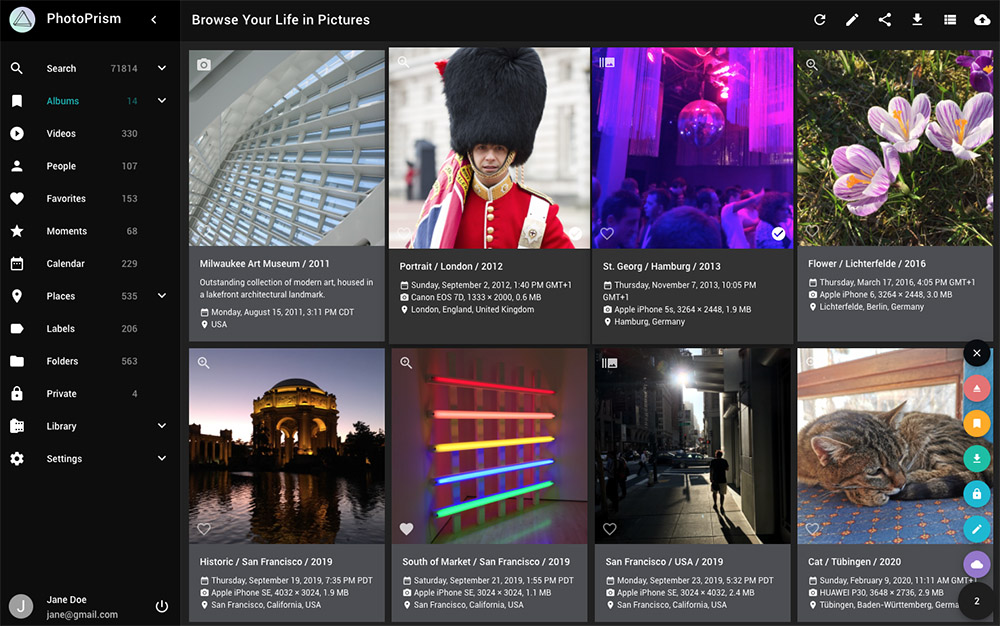 PhotoPrism
Browse Your Life in Pictures
Search 71814
Albums 14
Videos 330
People 107
Favorites 153
Moments 68
Calendar 229
Places 535
Labels 206
Folders 563
Private 4
Library
Settings
J
Jane Doe
jane@gmail.com
Milwaukee Art Museum / 2011
Outstanding collection of modern art, housed in
a lakefront architectural landmark.
Monday, August 15, 2011, 3:11 PM CDT
USA
Portrait / London / 2012
Sunday, September 2, 2012, 1:40 PM GMT+1
Canon EOS 7D, 1333 × 2000, 0.6 MB
London, England, United Kingdom
St. Georg / Hamburg / 2013
Thursday, November 7, 2013, 10:05 PM
GMT+1
Apple iPhone 5s, 3264 × 2448, 1.9 MB
Hamburg, Germany
Flower / Lichterfelde / 2016
Thursday, March 17, 2016, 4:05 PM GMT+1
Apple iPhone 6, 3264 × 2448, 3.0 MB
Lichterfelde, Berlin, Germany
Historic / San Francisco / 2019
Thursday, September 19, 2019, 7:35 PM PDT
Apple iPhone SE, 4032 × 3024, 1.9 MB
San Francisco, California, USA
South of Market / San Francisco / 2019
Saturday, September 21, 2019, 1:55 PM PDT
Apple iPhone SE, 3024 × 3024, 1.1 MB
San Francisco, California, USA
San Francisco / USA / 2019
Monday, September 23, 2019, 5:32 PM PDT
Apple iPhone SE, 3024 × 4032, 2.4 MB
San Francisco, California, USA
Cat / Tübingen / 2020
Sunday, February 9, 2020, 11:11 AM GMT+
HUAWEI P30, 3648 × 2736, 2.9 MB
Tübingen, Baden-Württemberg, Germa
2